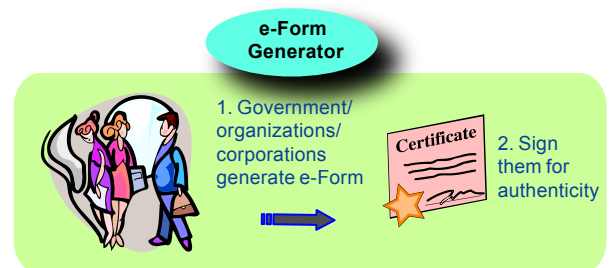 e-Form
Generator
1. Government/
organizations/
corporations
generate e-Form
Certificate
2. Sign
them for
authenticity